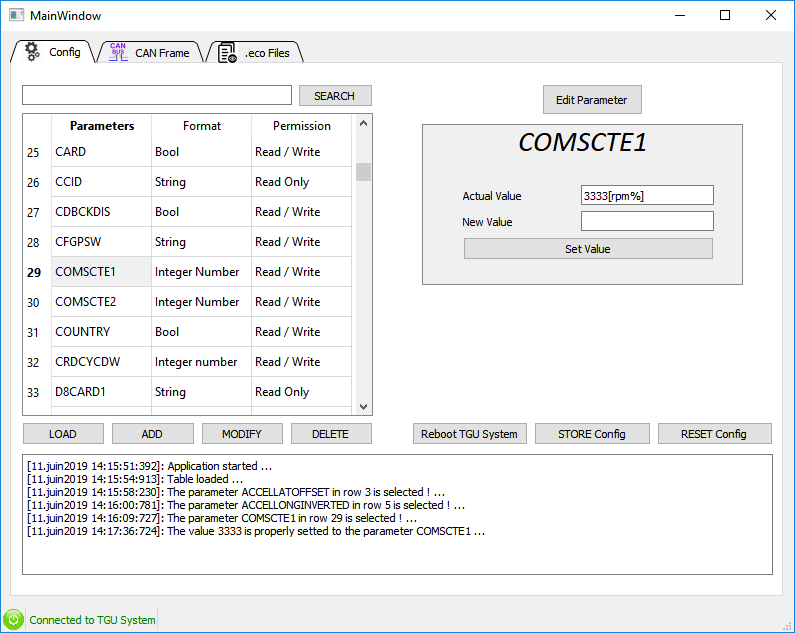 MainWindow
Config CAN BUS CAN Frame .eco Files
SEARCH
Parameters Format Permission
25 CARD Bool Read / Write
26 CCID String Read Only
27 CDBCKDIS Bool Read / Write
28 CFGPSW String Read / Write
29 COMSCTE1 Integer Number Read / Write
30 COMSCTE2 Integer Number Read / Write
31 COUNTRY Bool Read / Write
32 CRDCYCDW Integer number Read / Write
33 D8CARD1 String Read Only
Edit Parameter
COMSCTE1
Actual Value 3333[rpm%]
New Value
Set Value
LOAD ADD MODIFY DELETE Reboot TGU System STORE Config RESET Config
[11.juin2019 14:15:51:392]: Application started ...
[11.juin2019 14:15:54:913]: Table loaded ...
[11.juin2019 14:15:58:230]: The parameter ACCELLATOFFSET in row 3 is selected ! ...
[11.juin2019 14:16:00:781]: The parameter ACCELLONGINVERTED in row 5 is selected ! ...
[11.juin2019 14:16:09:727]: The parameter COMSCTE1 in row 29 is selected ! ...
[11.juin2019 14:17:36:724]: The value 3333 is properly setted to the parameter COMSCTE1 ...
Connected to TGU System